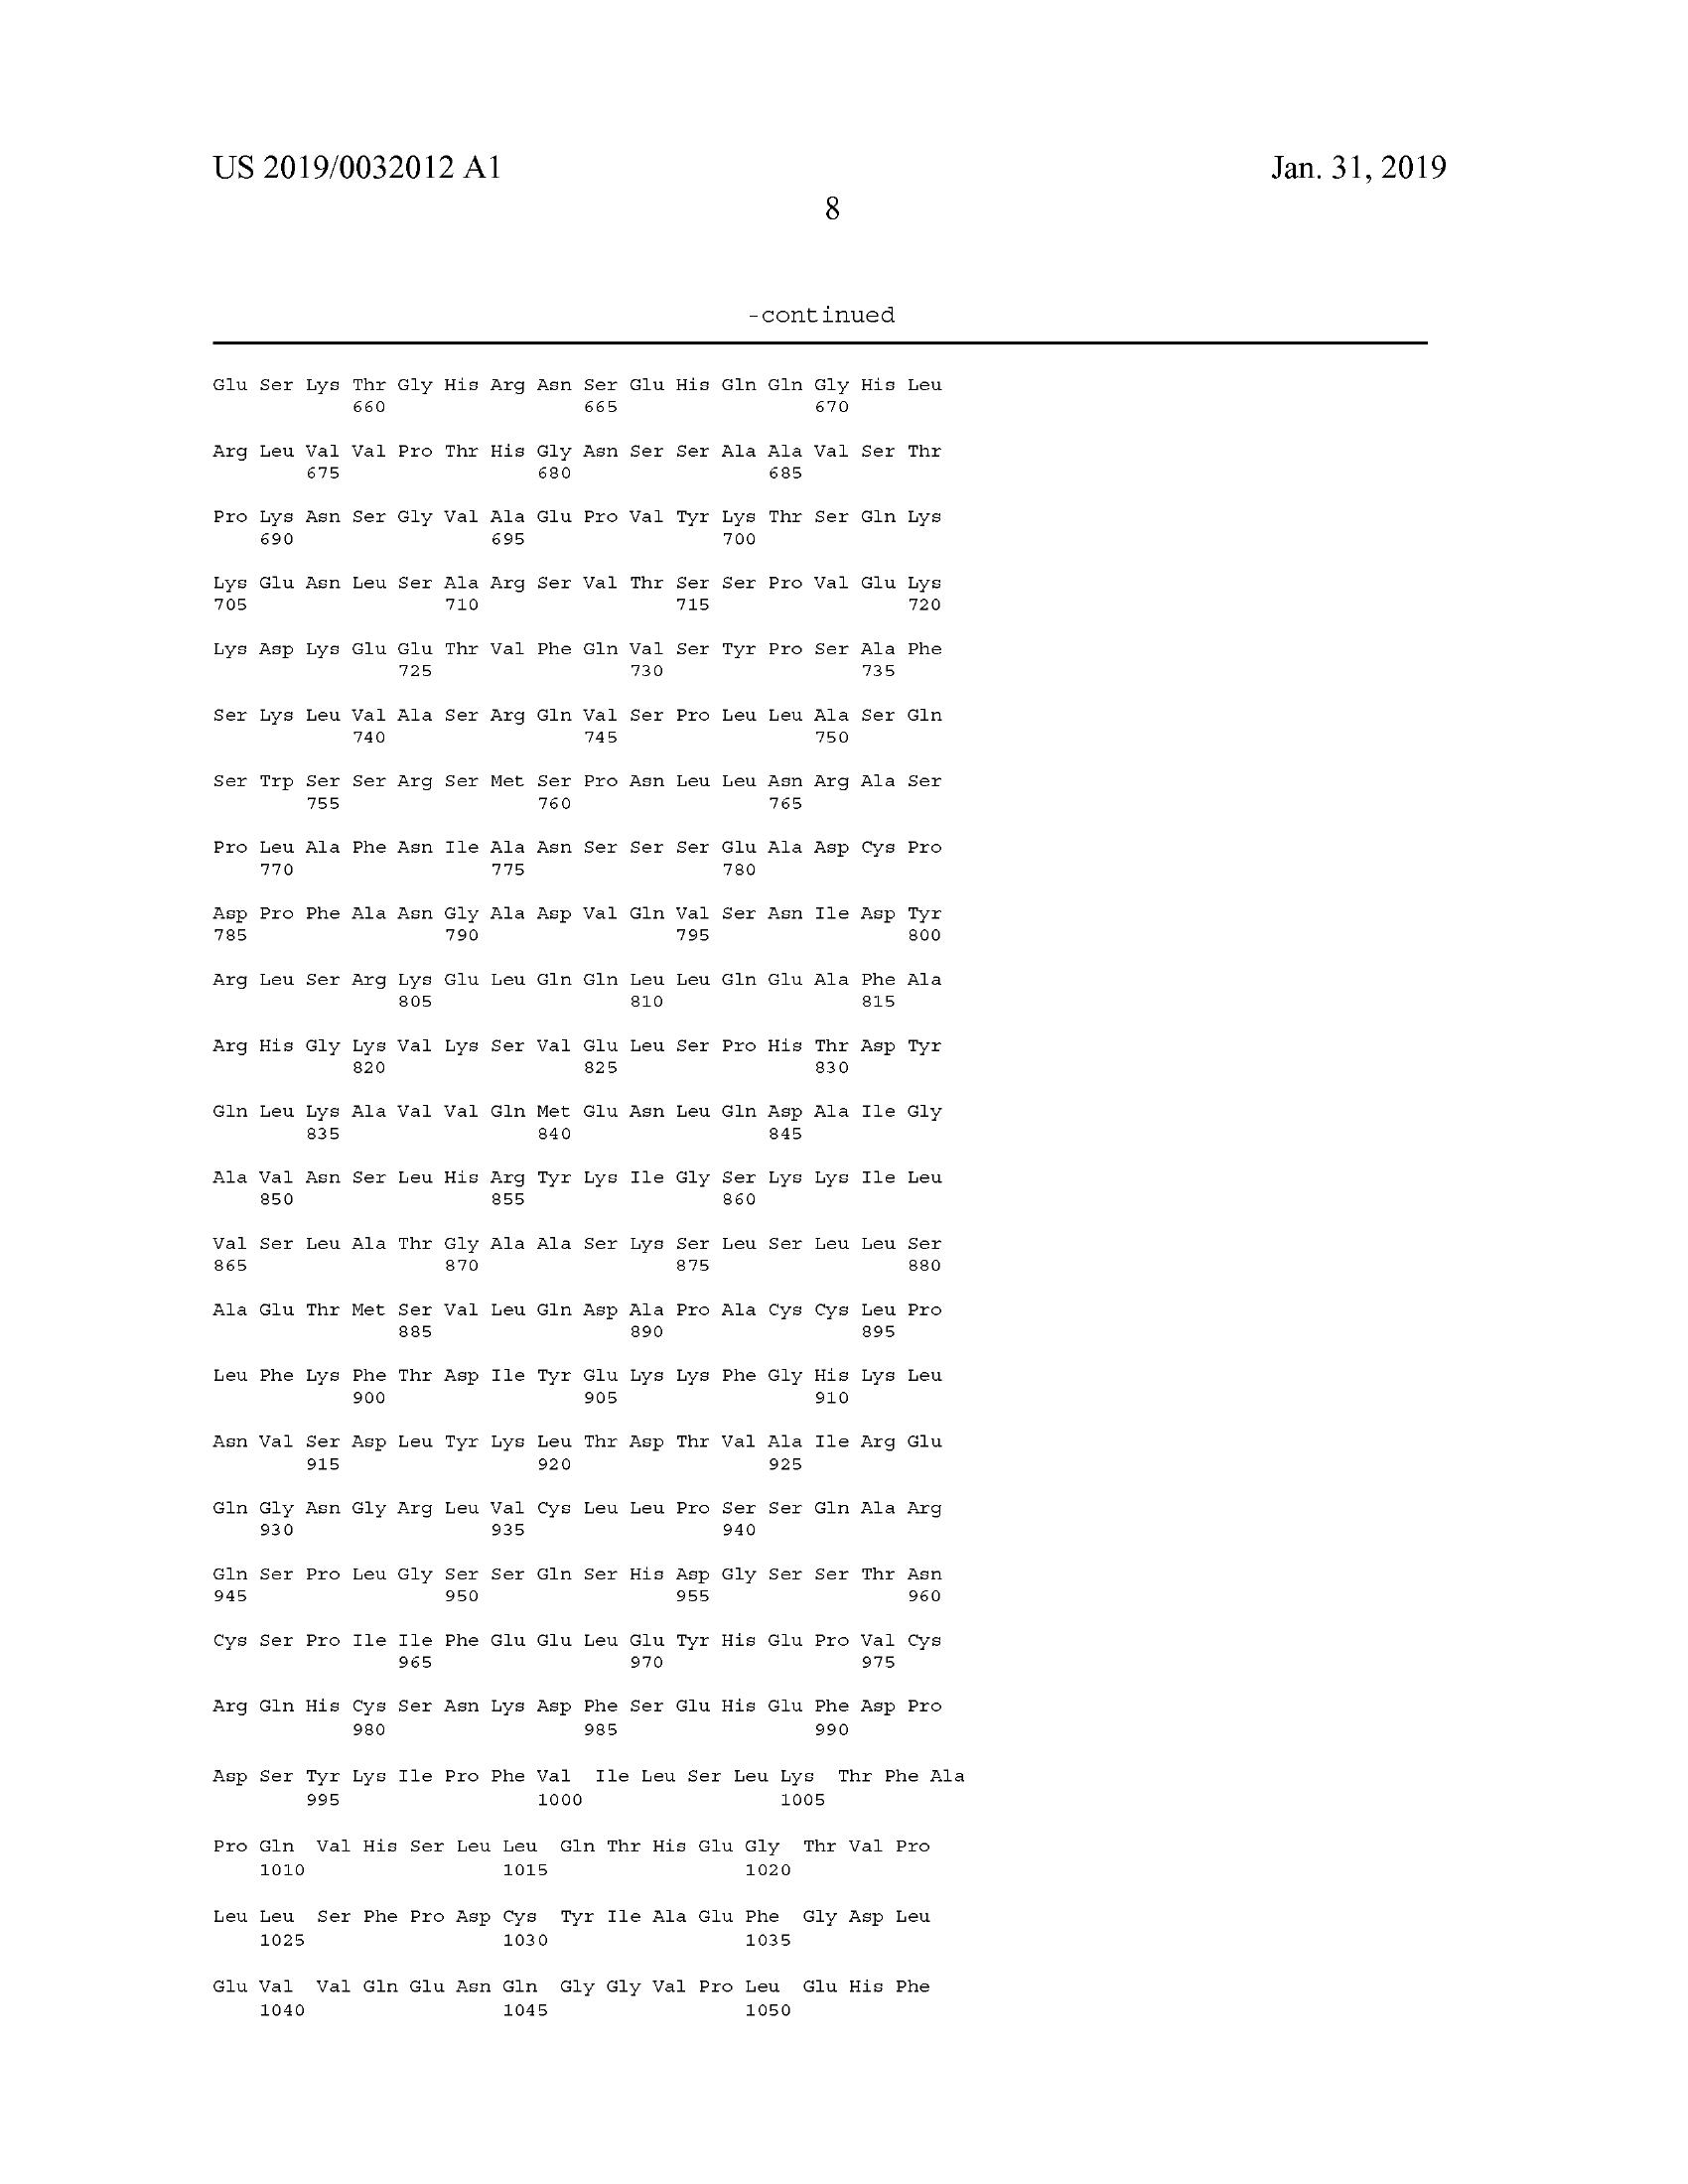 US 2019/0032012 A1
Jan. 31, 2019
8
-continued
Glu Ser Lys Thr Gly His Arg Asn Ser Glu His Gln Gln Gly His Leu
660 665 670
Arg Leu Val Val Pro Thr His Gly Asn Ser Ser Ala Ala Val Ser Thr
675 680 685
Pro Lys Asn Ser Gly Val Ala Glu Pro Val Tyr Lys Thr Ser Gln Lys
690 695 700
Lys Glu Asn Leu Ser Ala Arg Ser Val Thr Ser Ser Pro Val Glu Lys
705 710 715 720
Lys Asp Lys Glu Glu Thr Val Phe Gln Val Ser Tyr Pro Ser Ala Phe
725 730 735
Ser Lys Leu Val Ala Ser Arg Gln Val Ser Pro Leu Leu Ala Ser Gln
740 745 750
Ser Trp Ser Ser Arg Ser Met Ser Pro Asn Leu Leu Asn Arg Ala Ser
755 760 765
Pro Leu Ala Phe Asn Ile Ala Asn Ser Ser Ser Glu Ala Asp Cys Pro
770 775 780
Asp Pro Phe Ala Asn Gly Ala Asp Val Gln Val Ser Asn Ile Asp Tyr
785 790 795 800
Arg Leu Ser Arg Lys Glu Leu Gln Gln Leu Leu Gln Glu Ala Phe Ala
805 810 815
Arg His Gly Lys Val Lys Ser Val Glu Leu Ser Pro His Thr Asp Tyr
820 825 830
Gln Leu Lys Ala Val Val Gln Met Glu Asn Leu Gln Asp Ala Ile Gly
835 840 845
Ala Val Asn Ser Leu His Arg Tyr Lys Ile Gly Ser Lys Lys Ile Leu
850 855 860
Val Ser Leu Ala Thr Gly Ala Ala Ser Lys Ser Leu Ser Leu Leu Ser
865 870 875 880
Ala Glu Thr Met Ser Val Leu Gln Asp Ala Pro Ala Cys Cys Leu Pro
885 890 895
Leu Phe Lys Phe Thr Asp Ile Tyr Glu Lys Lys Phe Gly His Lys Leu
900 905 910
Asn Val Ser Asp Leu Tyr Lys Leu Thr Asp Thr Val Ala Ile Arg Glu
915 920 925
Gln Gly Asn Gly Arg Leu Val Cys Leu Leu Pro Ser Ser Gln Ala Arg
930 935 940
Gln Ser Pro Leu Gly Ser Ser Gln Ser His Asp Gly Ser Ser Thr Asn
945 950 955 960
Cys Ser Pro Ile Ile Phe Glu Glu Leu Glu Tyr His Glu Pro Val Cys
965 970 975
Arg Gln His Cys Ser Asn Lys Asp Phe Ser Glu His Glu Phe Asp Pro
980 985 990
Asp Ser Tyr Lys Ile Pro Phe Val Ile Leu Ser Leu Lys Thr Phe Ala
995 1000 1005
Pro Gln Val His Ser Leu Leu Gln Thr His Glu Gly Thr Val Pro
1010 1015 1020
Leu Leu Ser Phe Pro Asp Cys Tyr Ile Ala Glu Phe Gly Asp Leu
1025 1030 1035
Glu Val Val Gln Glu Asn Gln Gly Gly Val Pro Leu Glu His Phe
1040 1045 1050